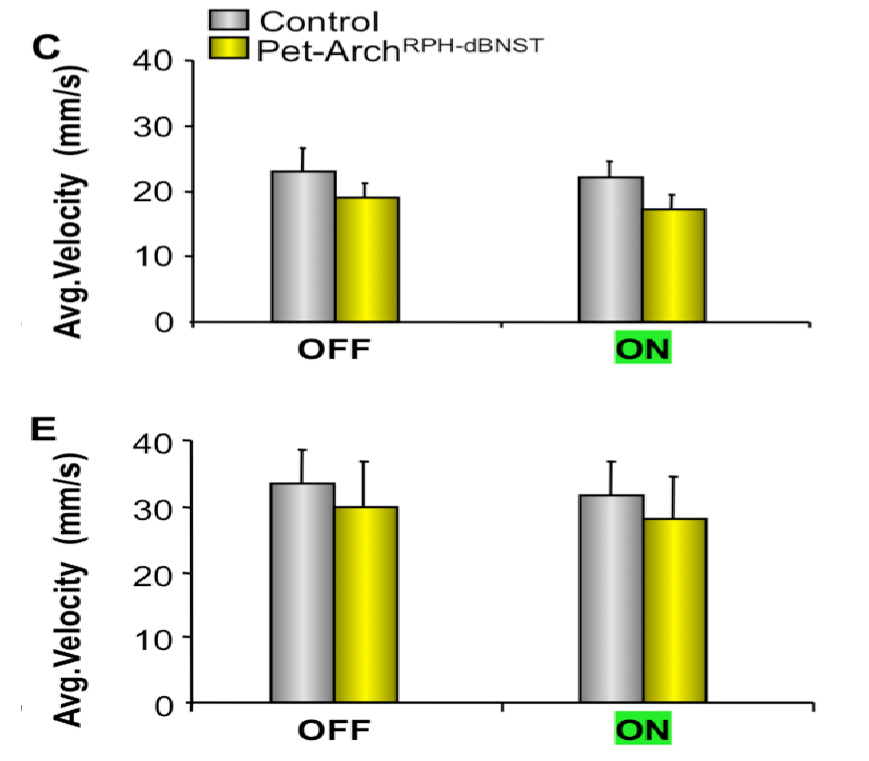 Control
C
Pet-ArchRPH-dBNST
40
30
20
10
0
Avg.Velocity (mm/s)
OFF
ON
E
40
30
20
10
0
Avg.Velocity (mm/s)
OFF
ON